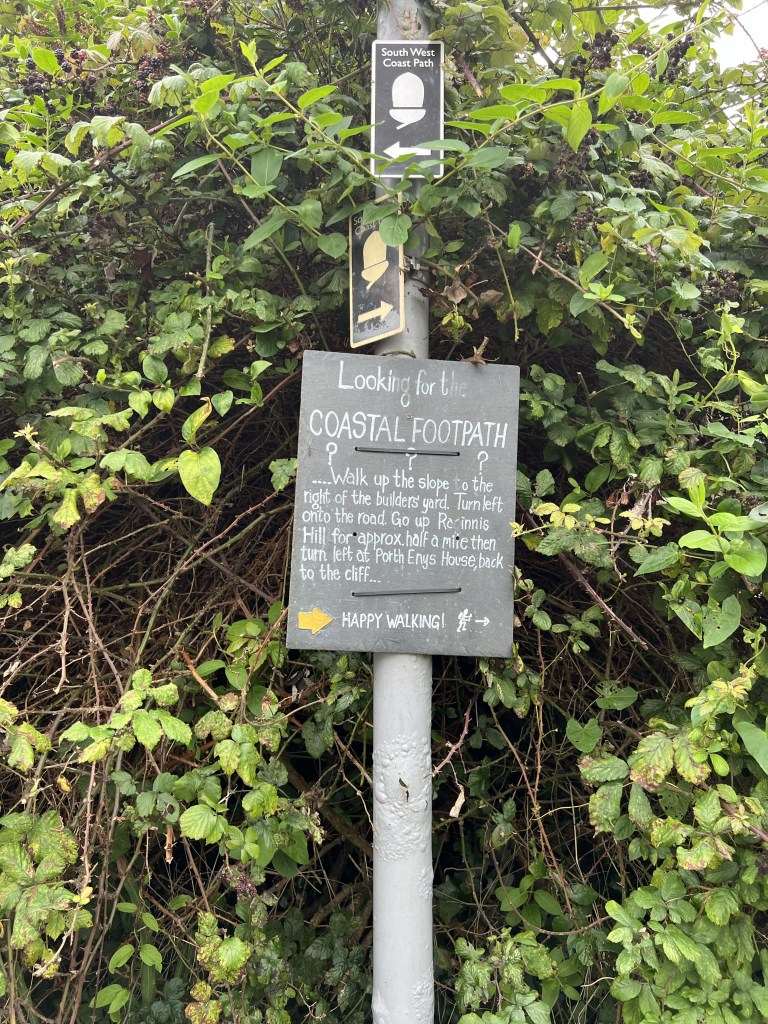 South West
Coast Path
Looking for the
COASTAL FOOTPATH
? ? ?
....Walk up the slope to the
right of the builders' yard. Turn left
onto the road. Go up Raginnis
Hill for approx. half a mile then
turn left at Porth Enys House, back
to the cliff...
HAPPY WALKING!